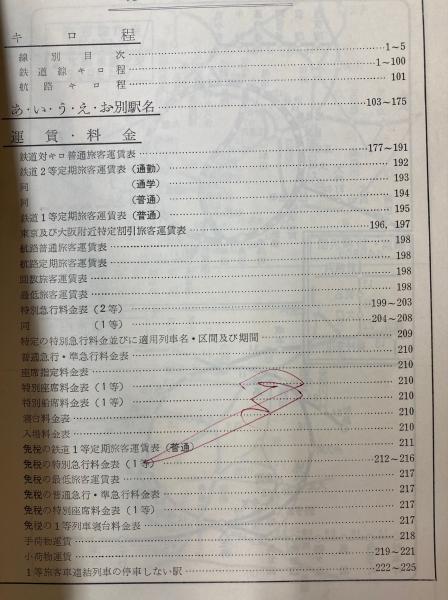 キロ程
線別目次 1~5
鉄道線キロ程 1~100
航路キロ程 101
あ・い・う・え・お別駅名 103~175
運賃・料金
鉄道対キロ普通旅客運賃表 177~191
鉄道2等定期旅客運賃表(通勤) 192
同 (通学) 193
同 (普通) 194
鉄道1等定期旅客運賃表(普通) 195
東京及び大阪附近特定割引旅客運賃表 196, 197
航路普通旅客運賃表 198
航路定期旅客運賃表 198
回数旅客運賃表 198
最低旅客運賃表 198
特別急行料金表(2等) 199~203
同 (1等) 204~208
特定の特別急行料金並びに適用列車名・区間及び期間 209
普通急行・準急行料金表 210
座席指定料金表 210
特別座席料金表(1等) 210
特別船席料金表(1等) 210
寝台料金表 210
入場料金表 210
免税の鉄道1等定期旅客運賃表(普通) 211
免税の特別急行料金表(1等) 212~216
免税の最低旅客運賃表 217
免税の普通急行・準急行料金表 217
免税の特別座席料金表(1等) 217
免税の1等列車寝台料金表 217
手荷物運賃 218
小荷物運賃 219~221
1等旅客車連結列車の停車しない駅 222~225